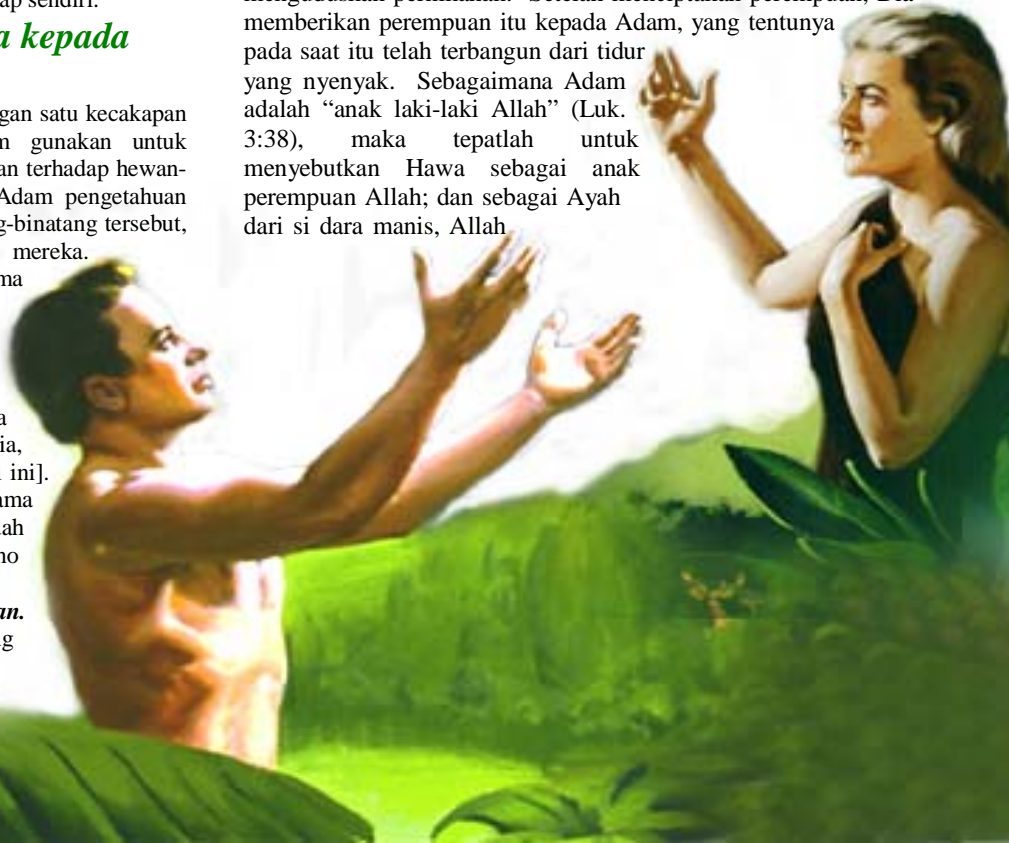 ap sendiri.
a kepada
gan satu kecakapan
m gunakan untuk
an terhadap hewan-
Adam pengetahuan
g-binatang tersebut,
mereka.
ma
a
ia,
ini].
ama
ah
no
an.
ng
memberikan perempuan itu kepada Adam, yang tentunya
pada saat itu telah terbangun dari tidur
yang nyenyak. Sebagaimana Adam
adalah “anak laki-laki Allah” (Luk.
3:38), maka tepatlah untuk
menyebutkan Hawa sebagai anak
perempuan Allah; dan sebagai Ayah
dari si dara manis, Allah